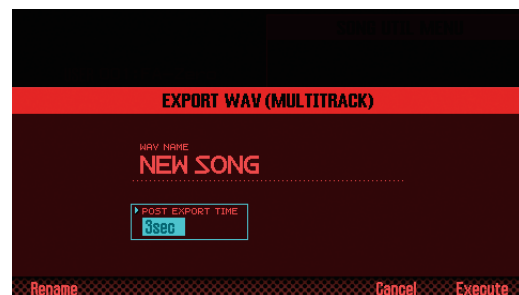 EXPORT WAV (MULTITRACK)
WAV NAME
NEW SONG
POST EXPORT TIME
3sec
Rename Cancel Execute